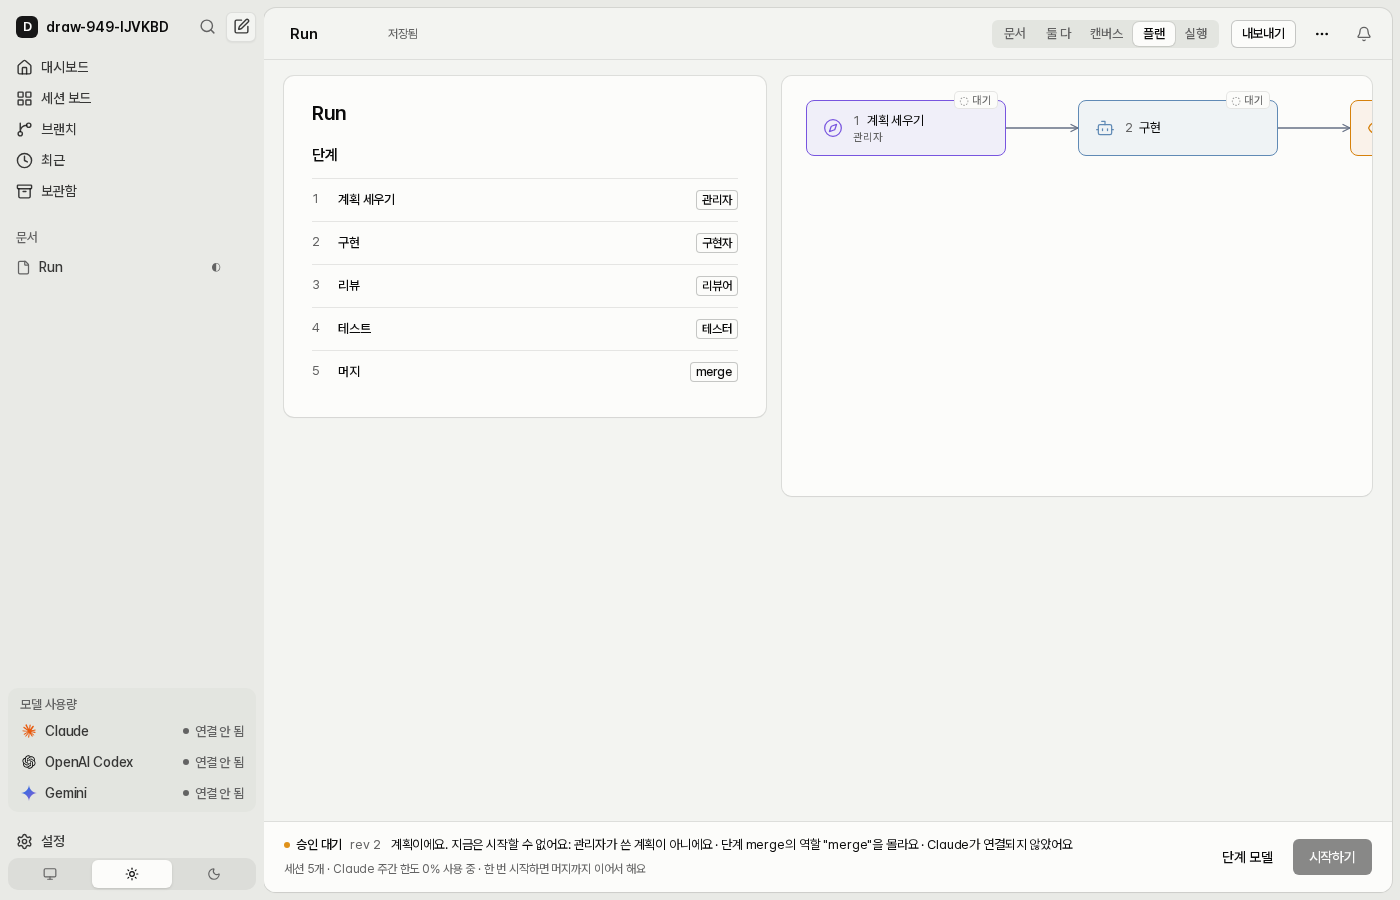 D draw-949-IJVKBD
대시보드
세션 보드
브랜치
최근
보관함
문서
Run
모델 사용량
Claude 연결 안 됨
OpenAI Codex 연결 안 됨
Gemini 연결 안 됨
설정
Run 저장됨 문서 둘 다 캔버스 플랜 실행 내보내기
Run
단계
1 계획 세우기 관리자
2 구현 구현자
3 리뷰 리뷰어
4 테스트 테스터
5 머지 merge
대기
1 계획 세우기
관리자
대기
2 구현
승인 대기 rev 2 계획이에요. 지금은 시작할 수 없어요: 관리자가 쓴 계획이 아니에요 · 단계 merge의 역할 "merge"을 몰라요 · Claude가 연결되지 않았어요
세션 5개 · Claude 주간 한도 0% 사용 중 · 한 번 시작하면 머지까지 이어서 해요
단계 모델 시작하기